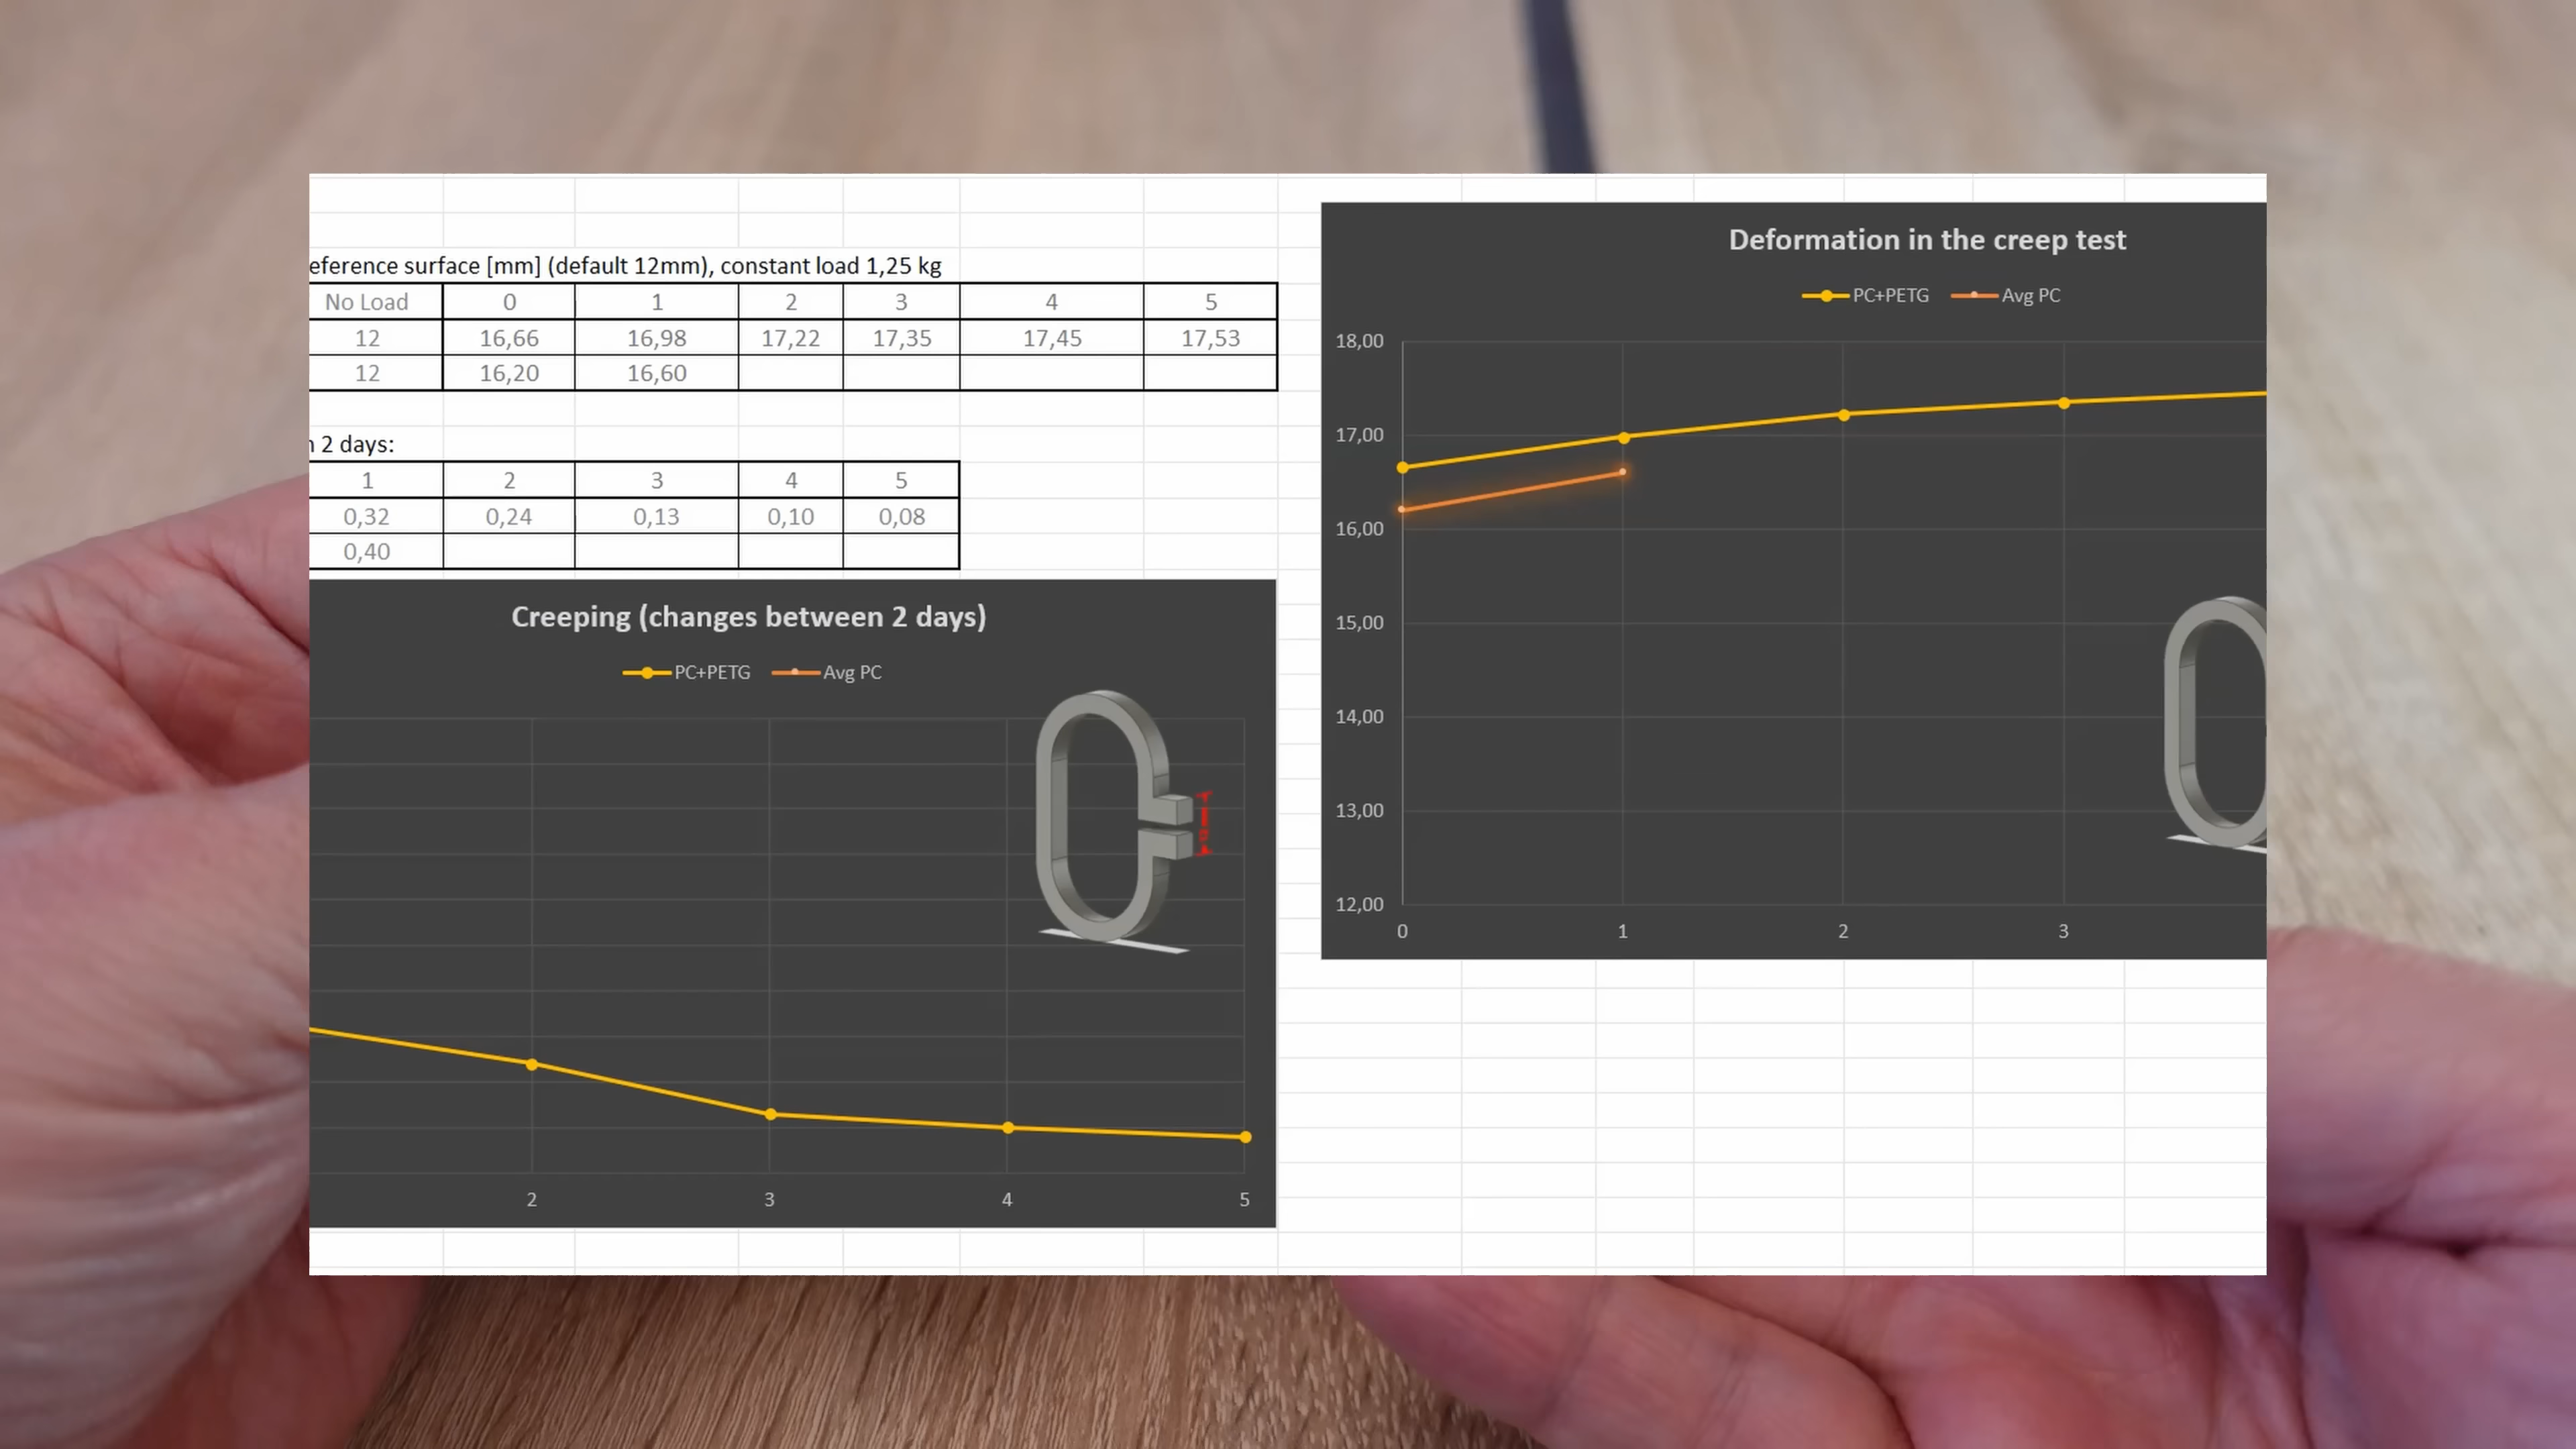 eference surface [mm] (default 12mm), constant load 1,25 kg
No Load 0 1 2 3 4 5
12 16,66 16,98 17,22 17,35 17,45 17,53
12 16,20 16,60
2 days:
1 2 3 4 5
0,32 0,24 0,13 0,10 0,08
0,40
Creeping (changes between 2 days)
PC+PETG Avg PC
2 3 4 5
Deformation in the creep test
PC+PETG Avg PC
18,00
17,00
16,00
15,00
14,00
13,00
12,00
0 1 2 3